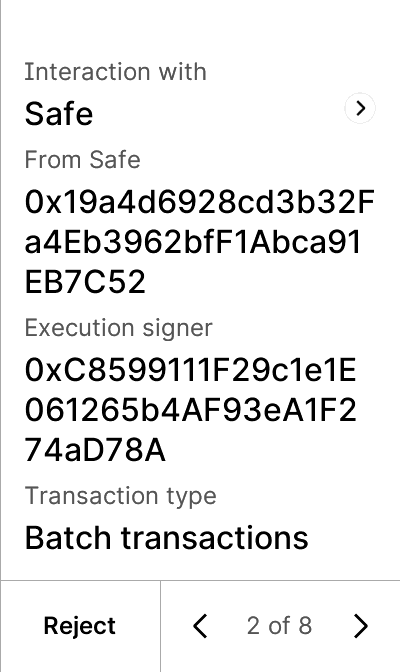 Interaction with
Safe
From Safe
0x19a4d6928cd3b32F
a4Eb3962bfF1Abca91
EB7C52
Execution signer
0xC8599111F29c1e1E
061265b4AF93eA1F2
74aD78A
Transaction type
Batch transactions
Reject
2 of 8